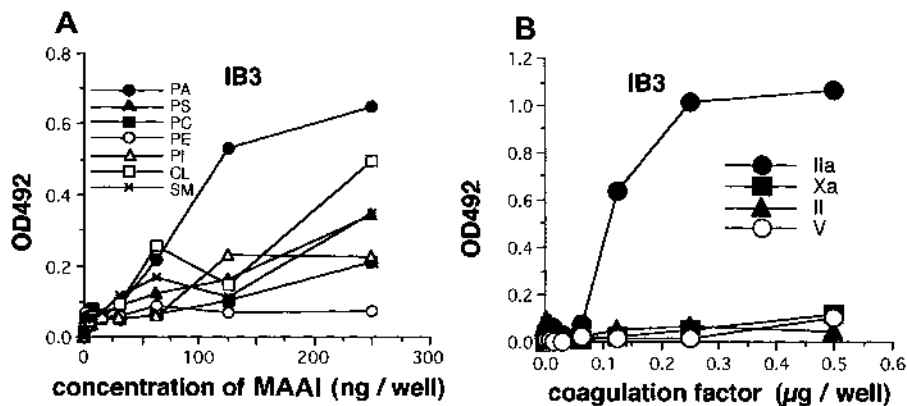 A
IB3
PA
PS
PC
PE
PI
CL
SM
OD492
0.8
0.6
0.4
0.2
0.0
0
100
200
300
concentration of MAAI (ng / well)
B
IB3
IIa
Xa
II
V
OD492
1.2
1.0
0.8
0.6
0.4
0.2
0.0
0.0
0.1
0.2
0.3
0.4
0.5
0.6
coagulation factor (µg / well)